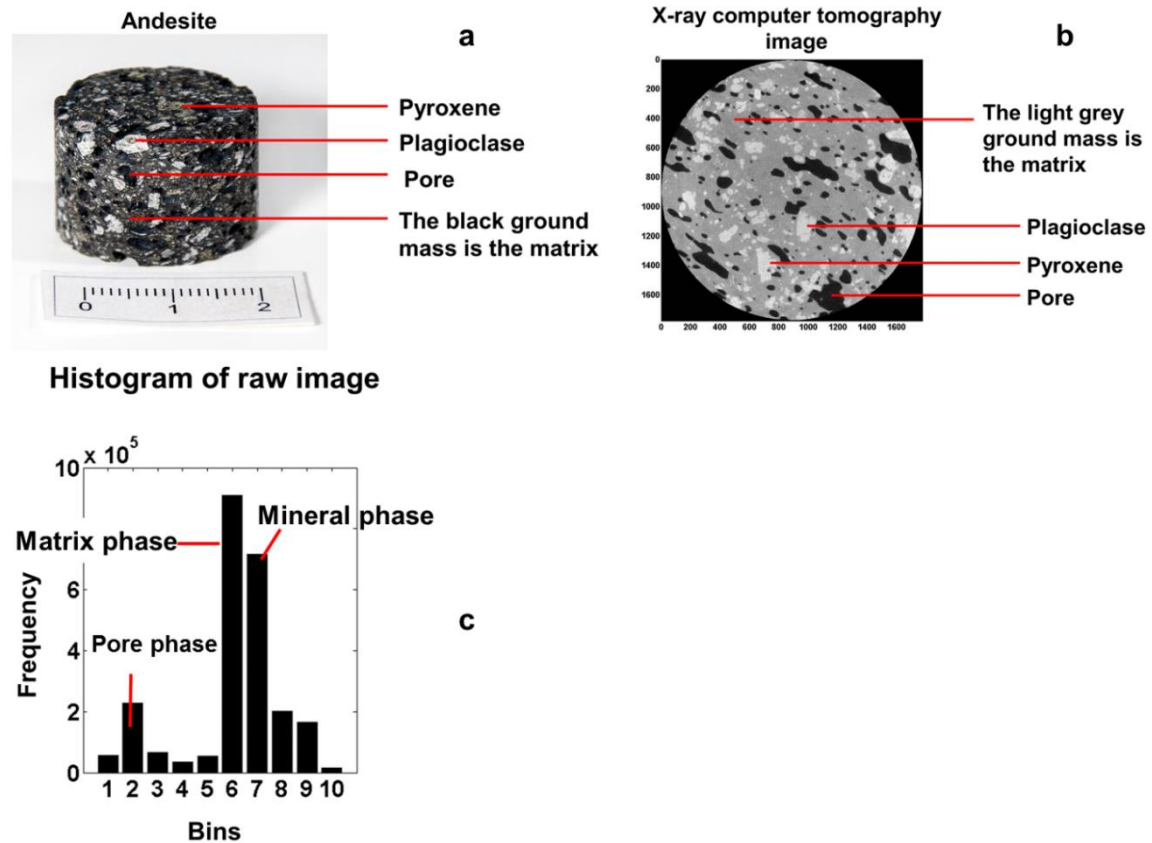 Andesite
a
Pyroxene
Plagioclase
Pore
The black ground
mass is the matrix
0 1 2
X-ray computer tomography
image
b
0
200
400
600
800
1000
1200
1400
1600
0 200 400 600 800 1000 1200 1400 1600
The light grey
ground mass is
the matrix
Plagioclase
Pyroxene
Pore
Histogram of raw image
10 x 10^5
Mineral phase
Matrix phase
6
Pore phase
4
2
0
Frequency
1 2 3 4 5 6 7 8 9 10
Bins
c